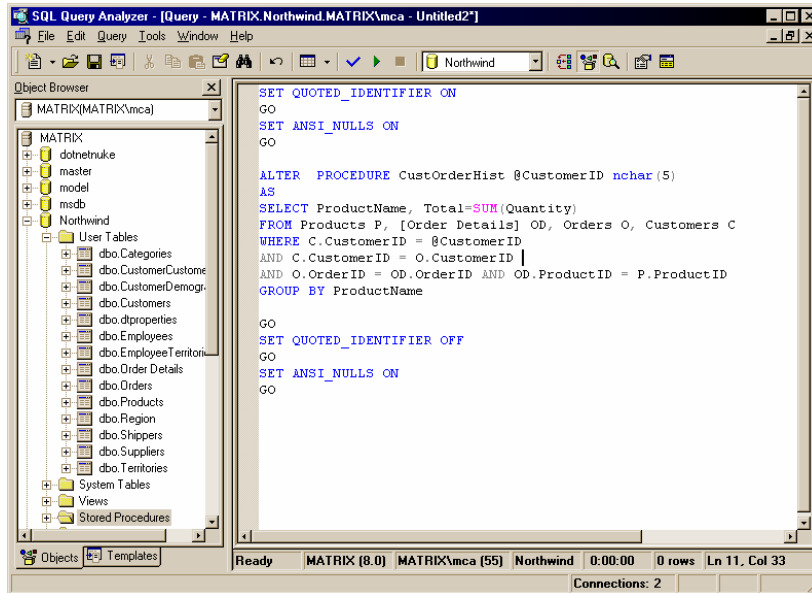 SQL Query Analyzer - [Query - MATRIX.Northwind.MATRIX\mca - Untitled2*]
File Edit Query Tools Window Help
Northwind
Object Browser
MATRIX(MATRIX\mca)
MATRIX
dotnetnuke
master
model
msdb
Northwind
User Tables
dbo.Categories
dbo.CustomerCustome
dbo.CustomerDemogr
dbo.Customers
dbo.dtproperties
dbo.Employees
dbo.EmployeeTerritori
dbo.Order Details
dbo.Orders
dbo.Products
dbo.Region
dbo.Shippers
dbo.Suppliers
dbo.Territories
System Tables
Views
Stored Procedures
Objects Templates
SET QUOTED_IDENTIFIER ON
GO
SET ANSI_NULLS ON
GO
ALTER  PROCEDURE CustOrderHist @CustomerID nchar(5)
AS
SELECT ProductName, Total=SUM(Quantity)
FROM Products P, [Order Details] OD, Orders O, Customers C
WHERE C.CustomerID = @CustomerID
AND C.CustomerID = O.CustomerID
AND O.OrderID = OD.OrderID AND OD.ProductID = P.ProductID
GROUP BY ProductName
GO
SET QUOTED_IDENTIFIER OFF
GO
SET ANSI_NULLS ON
GO
Ready MATRIX (8.0) MATRIX\mca (55) Northwind 0:00:00 0 rows Ln 11, Col 33
Connections: 2